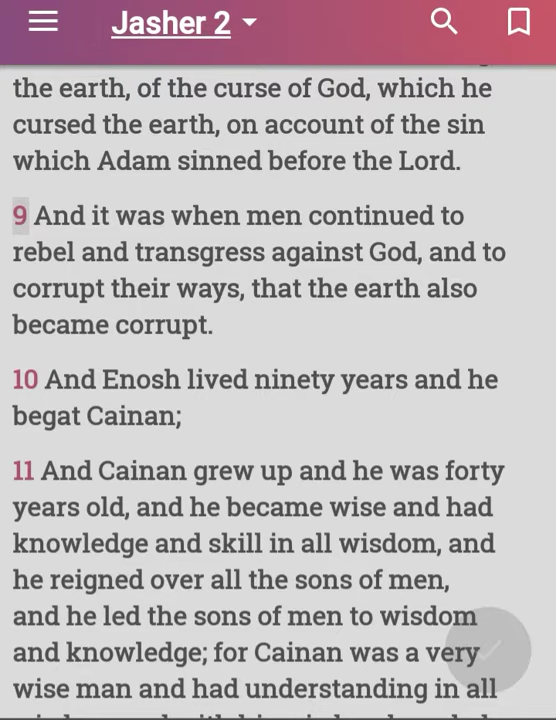 Jasher 2
the earth, of the curse of God, which he
cursed the earth, on account of the sin
which Adam sinned before the Lord.
9 And it was when men continued to
rebel and transgress against God, and to
corrupt their ways, that the earth also
became corrupt.
10 And Enosh lived ninety years and he
begat Cainan;
11 And Cainan grew up and he was forty
years old, and he became wise and had
knowledge and skill in all wisdom, and
he reigned over all the sons of men,
and he led the sons of men to wisdom
and knowledge; for Cainan was a very
wise man and had understanding in all